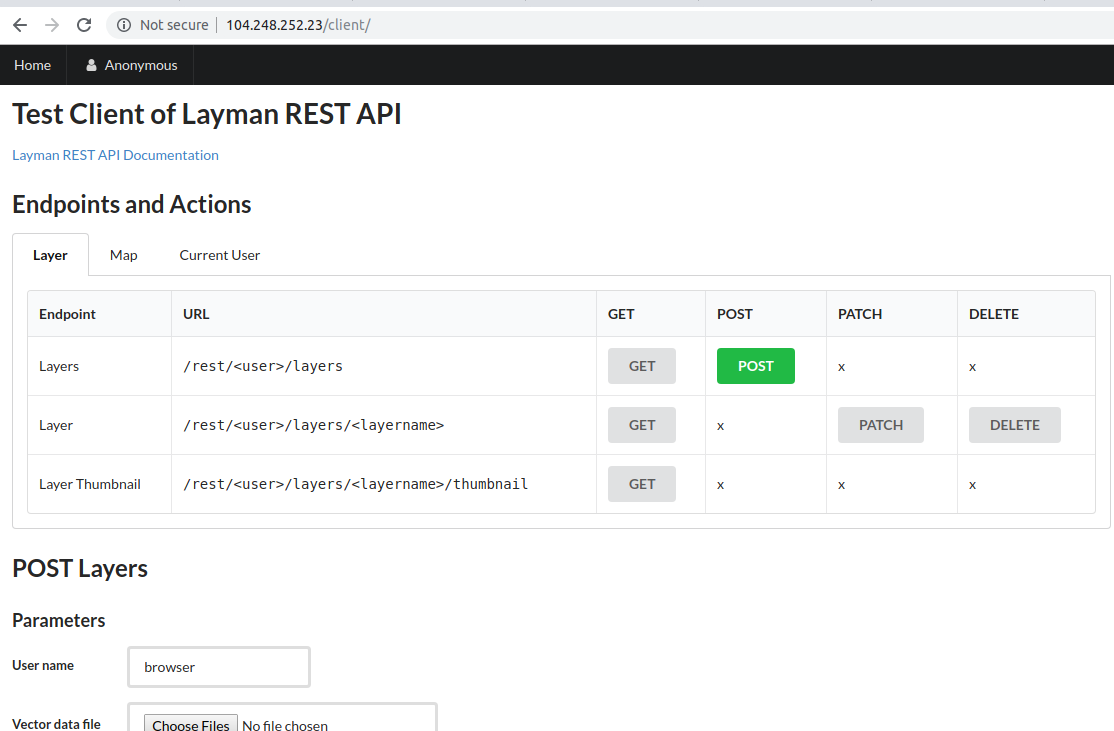 Not secure | 104.248.252.23/client/
Home Anonymous
Test Client of Layman REST API
Layman REST API Documentation
Endpoints and Actions
Layer Map Current User
Endpoint URL GET POST PATCH DELETE
Layers /rest/<user>/layers GET POST x x
Layer /rest/<user>/layers/<layername> GET x PATCH DELETE
Layer Thumbnail /rest/<user>/layers/<layername>/thumbnail GET x x x
POST Layers
Parameters
User name browser
Vector data file Choose Files No file chosen